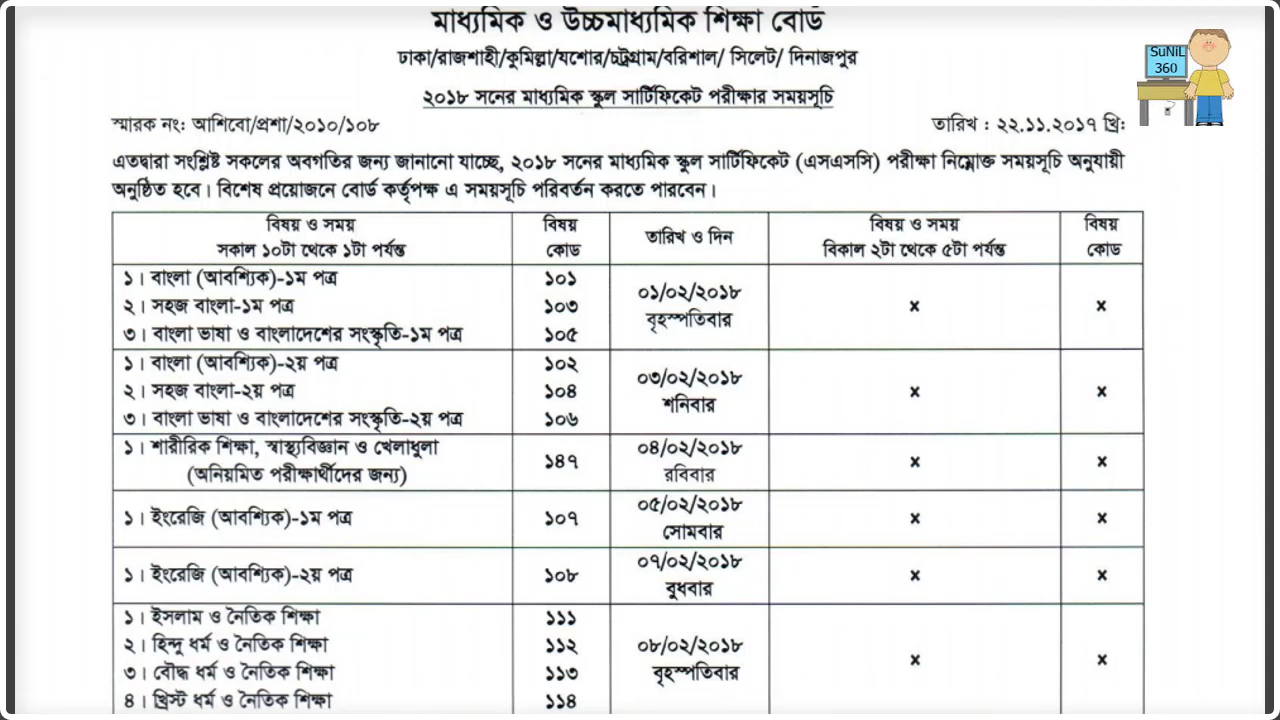 মাধ্যমিক ও উচ্চমাধ্যমিক শিক্ষা বোর্ড
ঢাকা/রাজশাহী/কুমিল্লা/যশোর/চট্রগ্রাম/বরিশাল/ সিলেট/ দিনাজপুর
২০১৮ সনের মাধ্যমিক স্কুল সার্টিফিকেট পরীক্ষার সময়সূচি
SuNiL
360
স্মারক নং: আশিবো/প্রশা/২০১০/১০৮ তারিখ : ২২.১১.২০১৭ খ্রি:
এতদ্বারা সংশ্লিষ্ট সকলের অবগতির জন্য জানানো যাচ্ছে, ২০১৮ সনের মাধ্যমিক স্কুল সার্টিফিকেট (এসএসসি) পরীক্ষা নিম্নোক্ত সময়সূচি অনুযায়ী
অনুষ্ঠিত হবে। বিশেষ প্রয়োজনে বোর্ড কর্তৃপক্ষ এ সময়সূচি পরিবর্তন করতে পারবেন।
বিষয় ও সময় বিষয় তারিখ ও দিন বিষয় ও সময় বিষয়
সকাল ১০টা থেকে ১টা পর্যন্ত কোড বিকাল ২টা থেকে ৫টা পর্যন্ত কোড
১। বাংলা (আবশ্যিক)-১ম পত্র ১০১ ০১/০২/২০১৮
২। সহজ বাংলা-১ম পত্র ১০৩ বৃহস্পতিবার x x
৩। বাংলা ভাষা ও বাংলাদেশের সংস্কৃতি-১ম পত্র ১০৫
১। বাংলা (আবশ্যিক)-২য় পত্র ১০২ ০৩/০২/২০১৮
২। সহজ বাংলা-২য় পত্র ১০৪ শনিবার x x
৩। বাংলা ভাষা ও বাংলাদেশের সংস্কৃতি-২য় পত্র ১০৬
১। শারীরিক শিক্ষা, স্বাস্থ্যবিজ্ঞান ও খেলাধুলা ১৪৭ ০৪/০২/২০১৮ x x
(অনিয়মিত পরীক্ষার্থীদের জন্য) রবিবার
১। ইংরেজি (আবশ্যিক)-১ম পত্র ১০৭ ০৫/০২/২০১৮ x x
সোমবার
১। ইংরেজি (আবশ্যিক)-২য় পত্র ১০৮ ০৭/০২/২০১৮ x x
বুধবার
১। ইসলাম ও নৈতিক শিক্ষা ১১১
২। হিন্দু ধর্ম ও নৈতিক শিক্ষা ১১২ ০৮/০২/২০১৮ x x
৩। বৌদ্ধ ধর্ম ও নৈতিক শিক্ষা ১১৩ বৃহস্পতিবার
৪। খ্রিস্ট ধর্ম ও নৈতিক শিক্ষা ১১৪